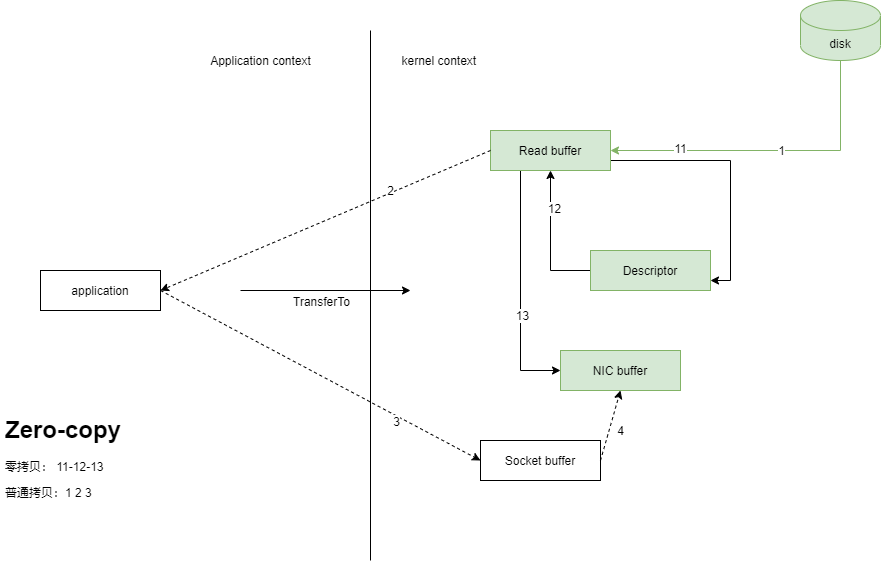 disk
Application context
kernel context
Read buffer
11
1
2
12
Descriptor
application
TransferTo
13
NIC buffer
3
4
Socket buffer
Zero-copy
零拷贝： 11-12-13
普通拷贝：1 2 3